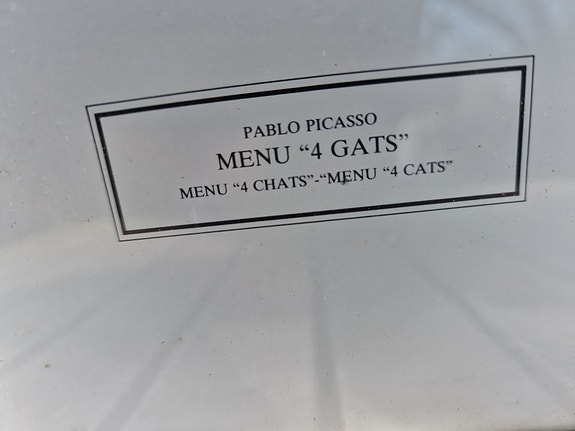 PABLO PICASSO
MENU “4 GATS”
MENU “4 CHATS”-“MENU “4 CATS”